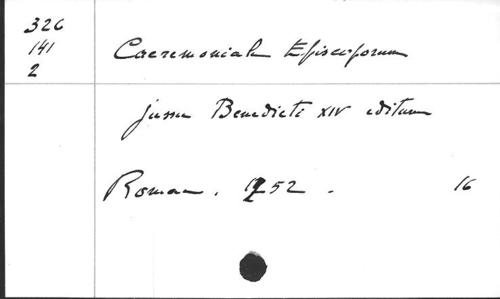 326
141
2
Caeremoniale Episcoporum
jussu Benedicti XIV editum
Romae . 1752 . 16